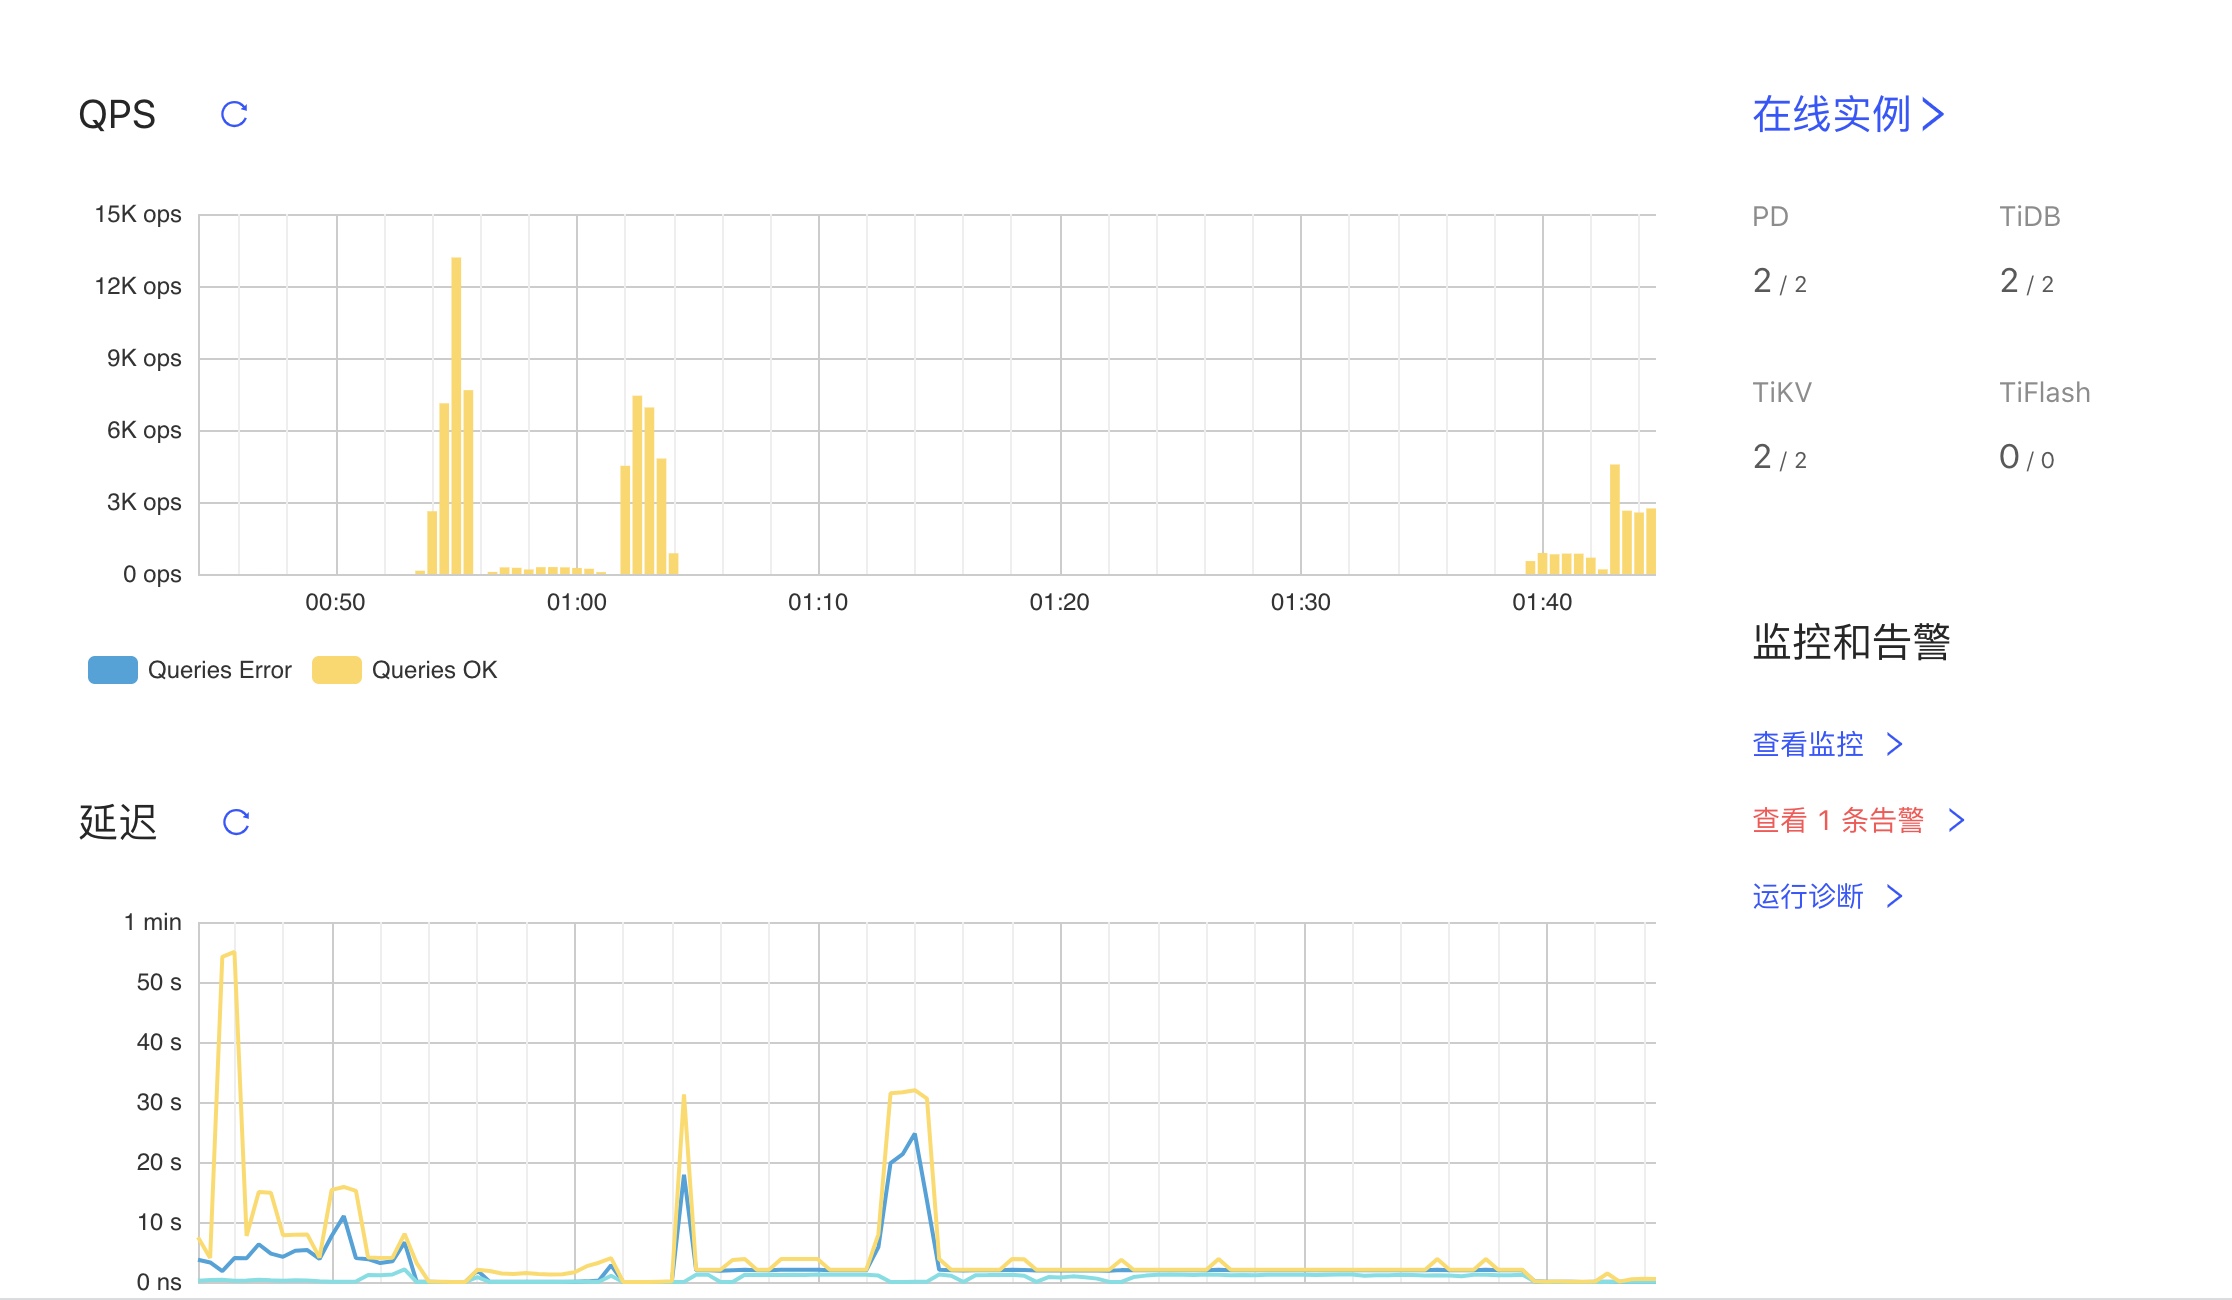 QPS
15K ops
12K ops
9K ops
6K ops
3K ops
0 ops
00:50 01:00 01:10 01:20 01:30 01:40
Queries Error Queries OK
延迟
1 min
50 s
40 s
30 s
20 s
10 s
0 ns
在线实例
PD TiDB
2 / 2 2 / 2
TiKV TiFlash
2 / 2 0 / 0
监控和告警
查看监控
查看 1 条告警
运行诊断